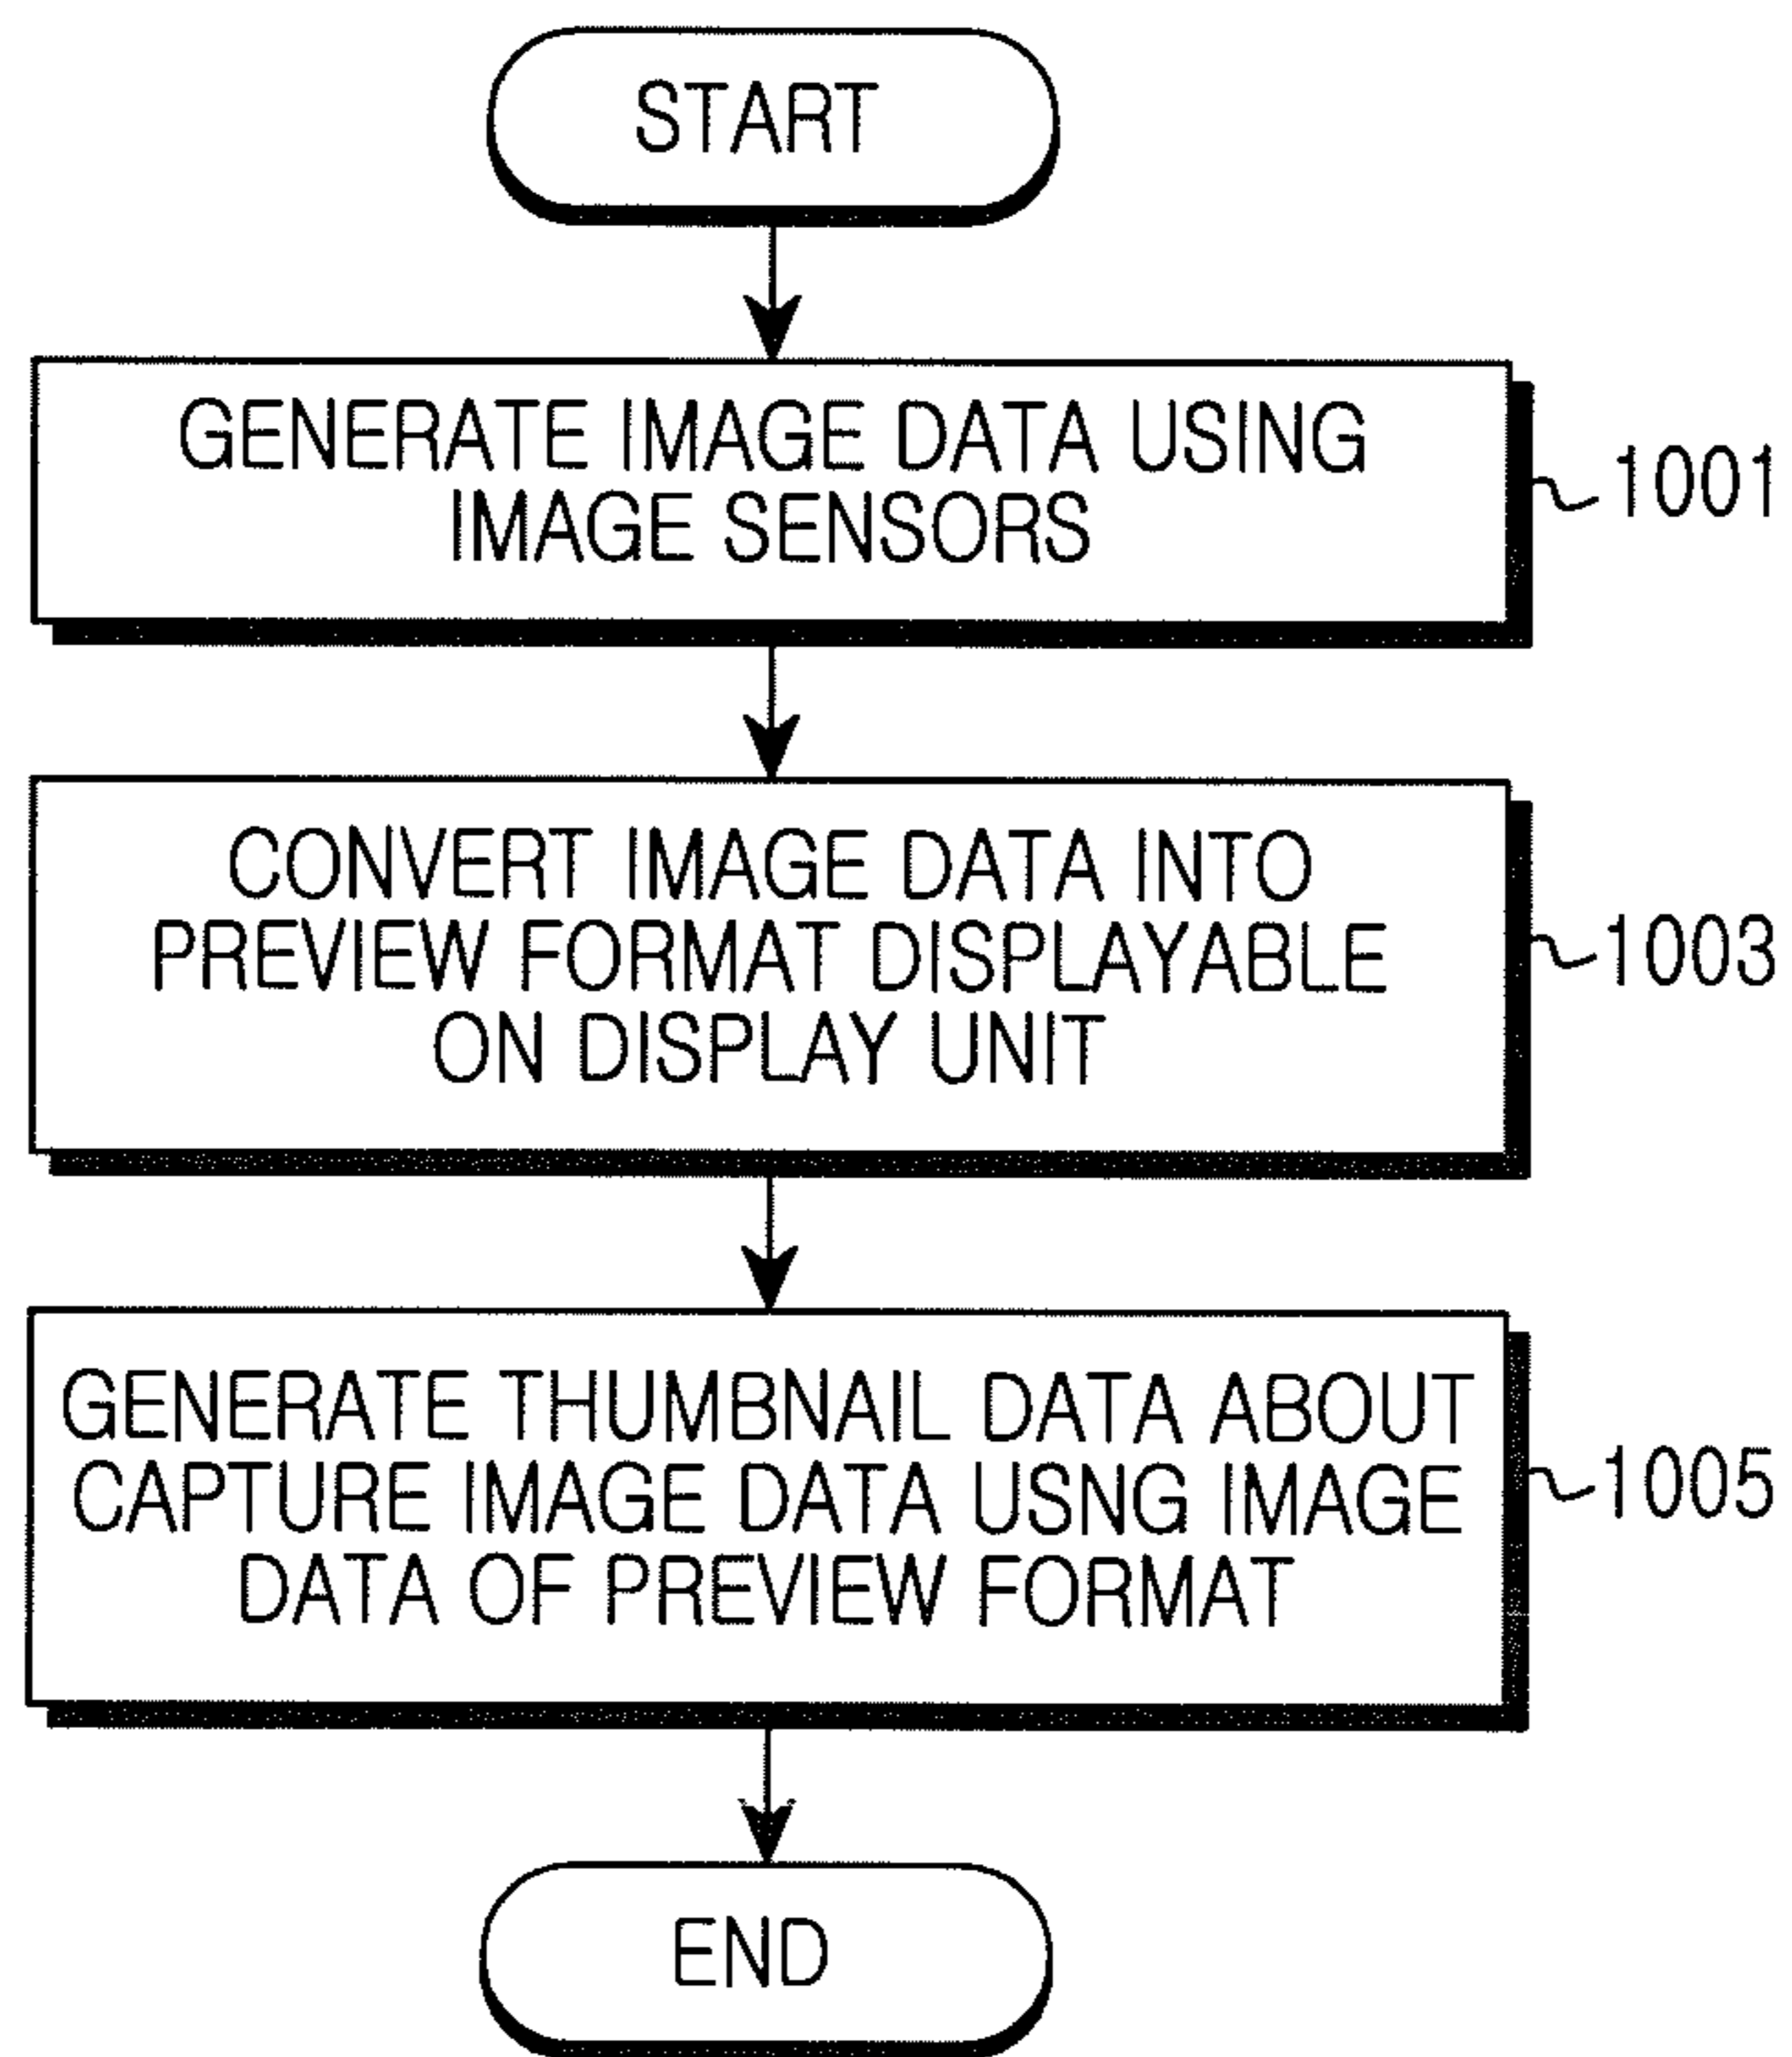 START
GENERATE IMAGE DATA USING
IMAGE SENSORS
1001
CONVERT IMAGE DATA INTO
PREVIEW FORMAT DISPLAYABLE
ON DISPLAY UNIT
1003
GENERATE THUMBNAIL DATA ABOUT
CAPTURE IMAGE DATA USNG IMAGE
DATA OF PREVIEW FORMAT
1005
END